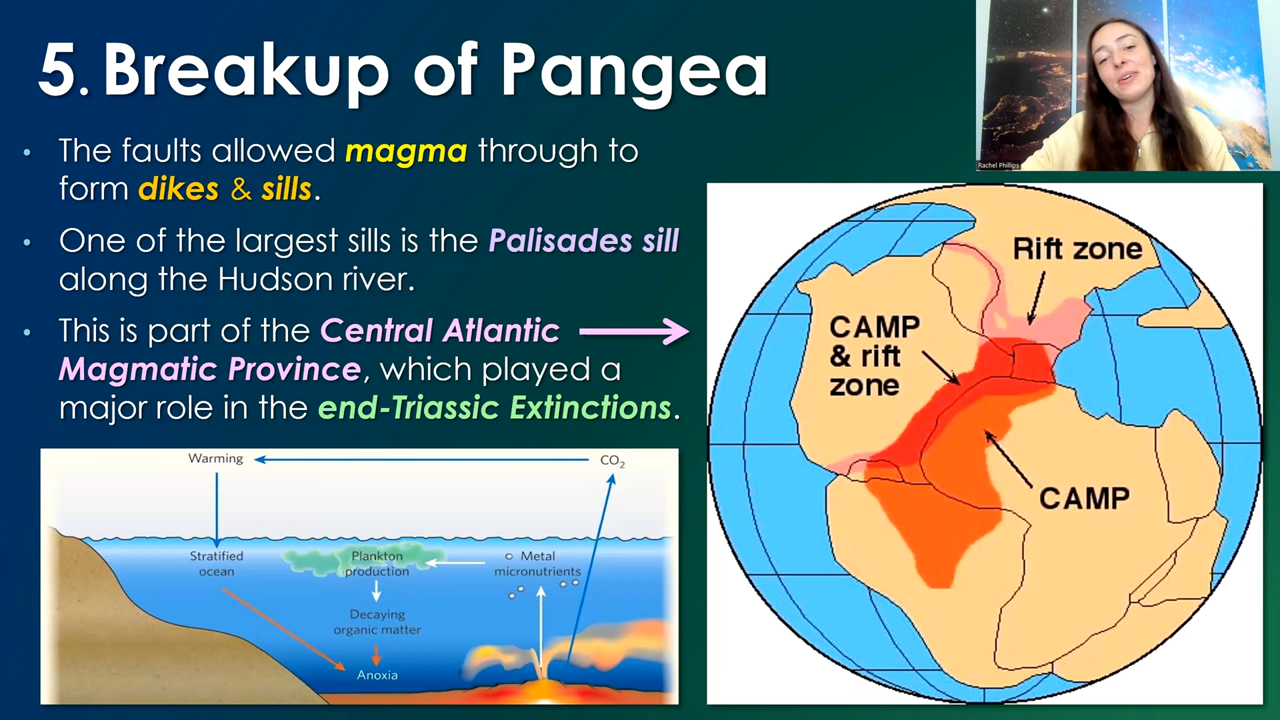 5. Breakup of Pangea
• The faults allowed magma through to
form dikes & sills.
• One of the largest sills is the Palisades sill
along the Hudson river.
• This is part of the Central Atlantic
Magmatic Province, which played a
major role in the end-Triassic Extinctions.
Rachel Phillips
Rift zone
CAMP
& rift
zone
CAMP
Warming
CO₂
Stratified
ocean
Plankton
production
Metal
micronutrients
Decaying
organic matter
Anoxia